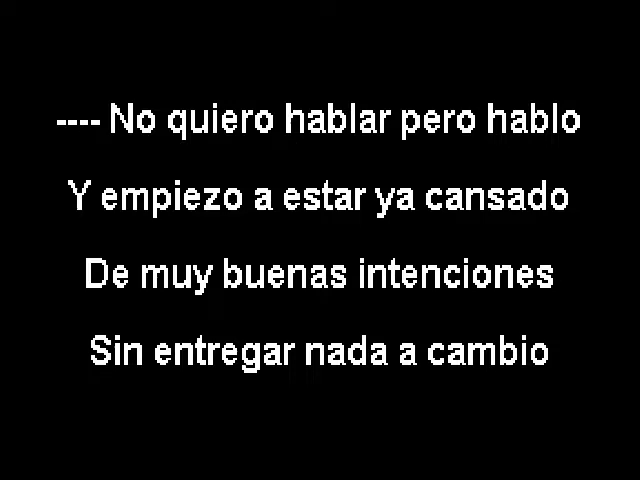 ---- No quiero hablar pero hablo
Y empiezo a estar ya cansado
De muy buenas intenciones
Sin entregar nada a cambio